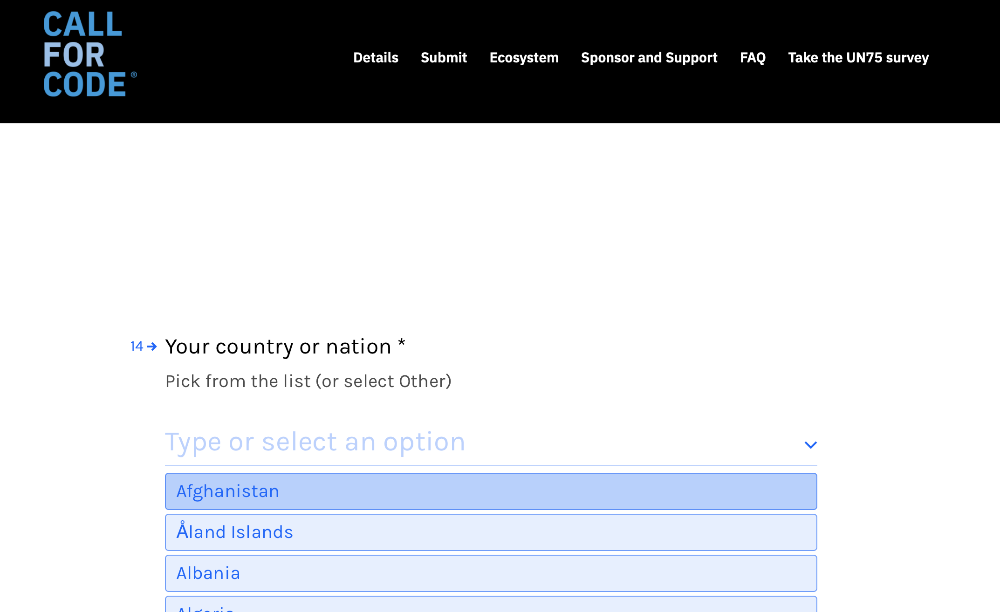 CALL
FOR
CODE ®
Details Submit Ecosystem Sponsor and Support FAQ Take the UN75 survey
14 → Your country or nation *
Pick from the list (or select Other)
Type or select an option
Afghanistan
Åland Islands
Albania
Algeria